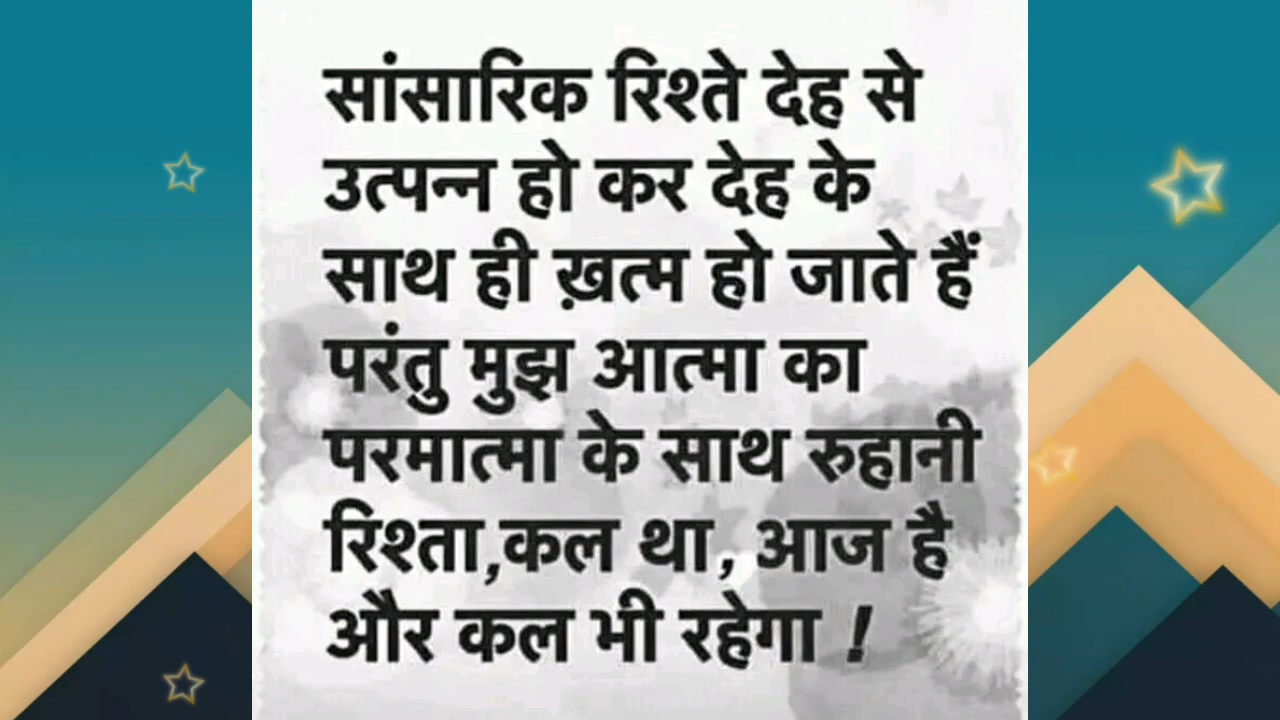 सांसारिक रिश्ते देह से
उत्पन्न हो कर देह के
साथ ही ख़त्म हो जाते हैं
परंतु मुझ आत्मा का
परमात्मा के साथ रुहानी
रिश्ता,कल था, आज है
और कल भी रहेगा !